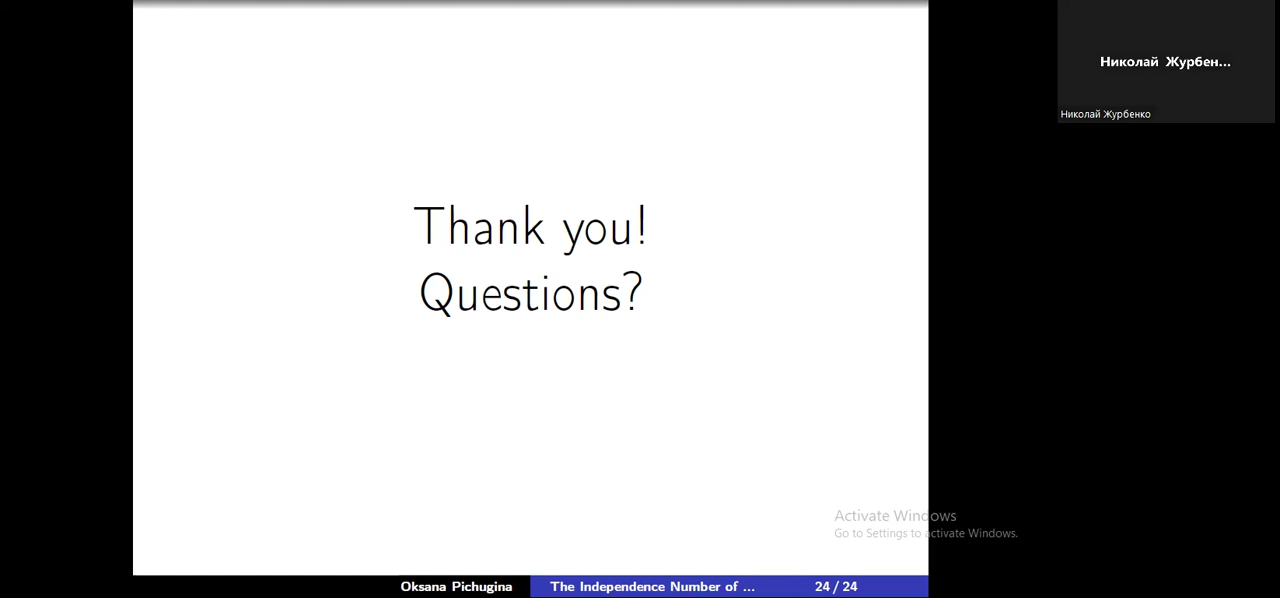 Николай Журбен...
Николай Журбенко
Thank you!
Questions?
Activate Windows
Go to Settings to activate Windows.
Oksana Pichugina
The Independence Number of ...
24 / 24